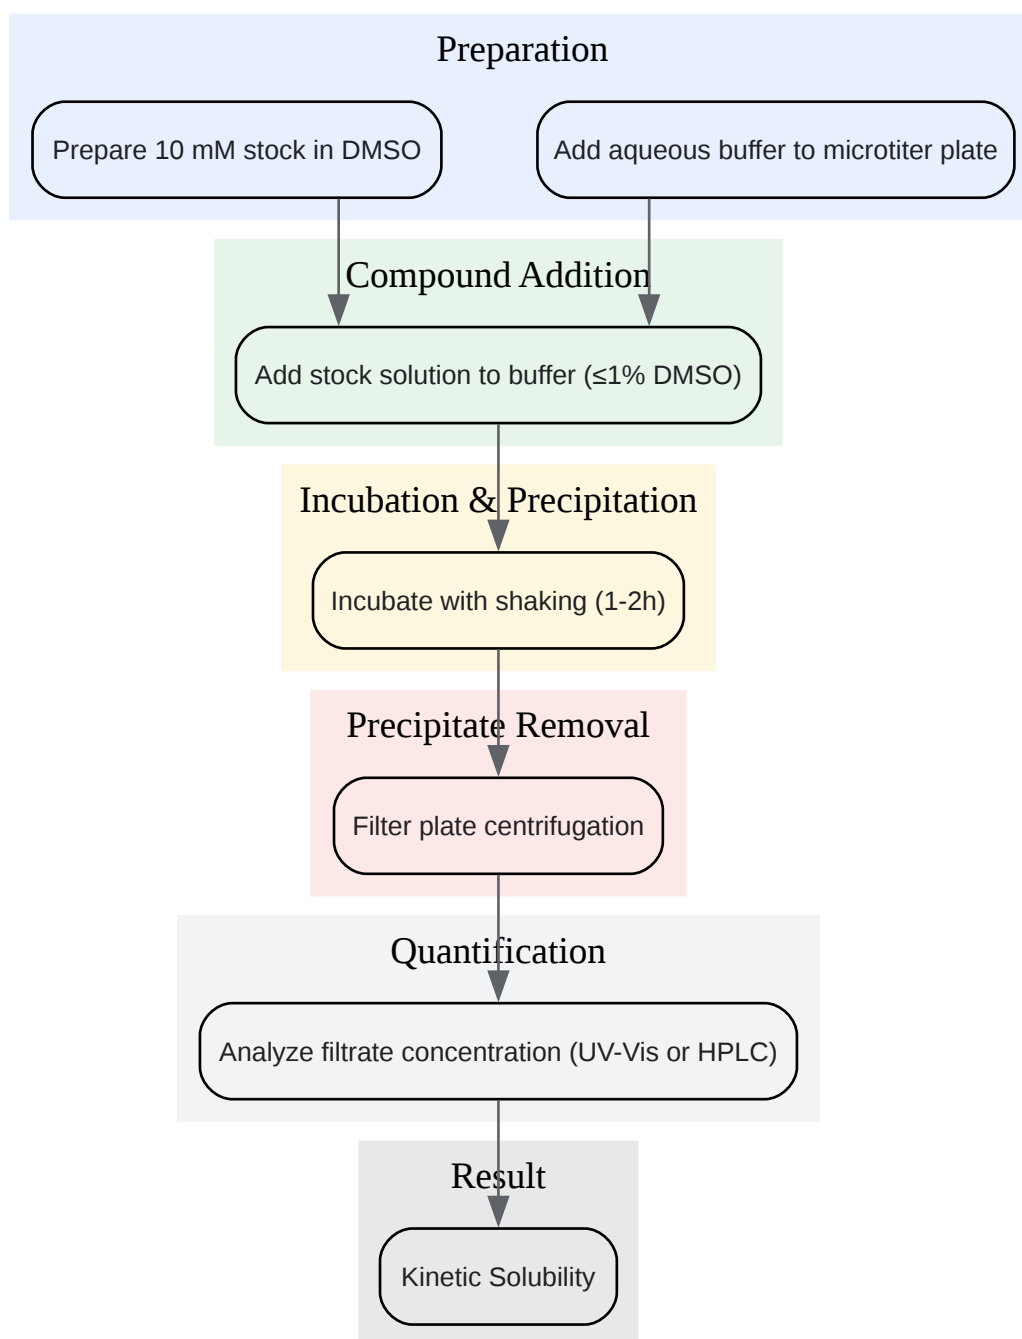 Preparation
Prepare 10 mM stock in DMSO
Add aqueous buffer to microtiter plate
Compound Addition
Add stock solution to buffer (≤1% DMSO)
Incubation & Precipitation
Incubate with shaking (1-2h)
Precipitate Removal
Filter plate centrifugation
Quantification
Analyze filtrate concentration (UV-Vis or HPLC)
Result
Kinetic Solubility